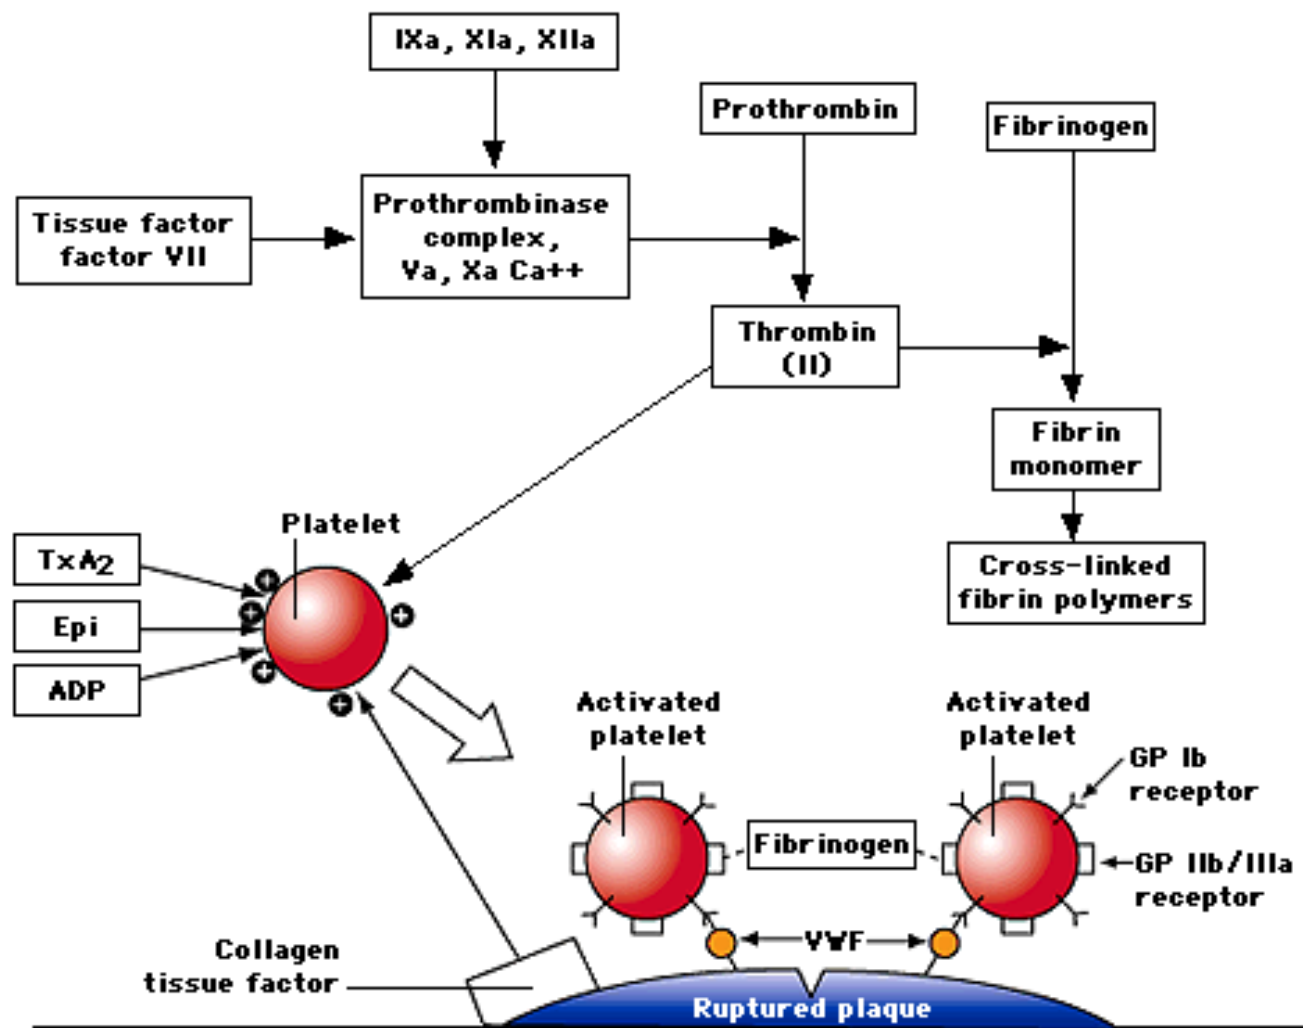 IXa, XIa, XIIa
Prothrombin
Fibrinogen
Tissue factor
factor VII
Prothrombinase
complex,
Va, Xa Ca++
Thrombin
(II)
Fibrin
monomer
Cross-linked
fibrin polymers
Platelet
TxA2
Epi
ADP
+
+
+
+
+
Activated
platelet
Activated
platelet
GP Ib
receptor
Fibrinogen
GP IIb/IIIa
receptor
VWF
Collagen
tissue factor
Ruptured plaque